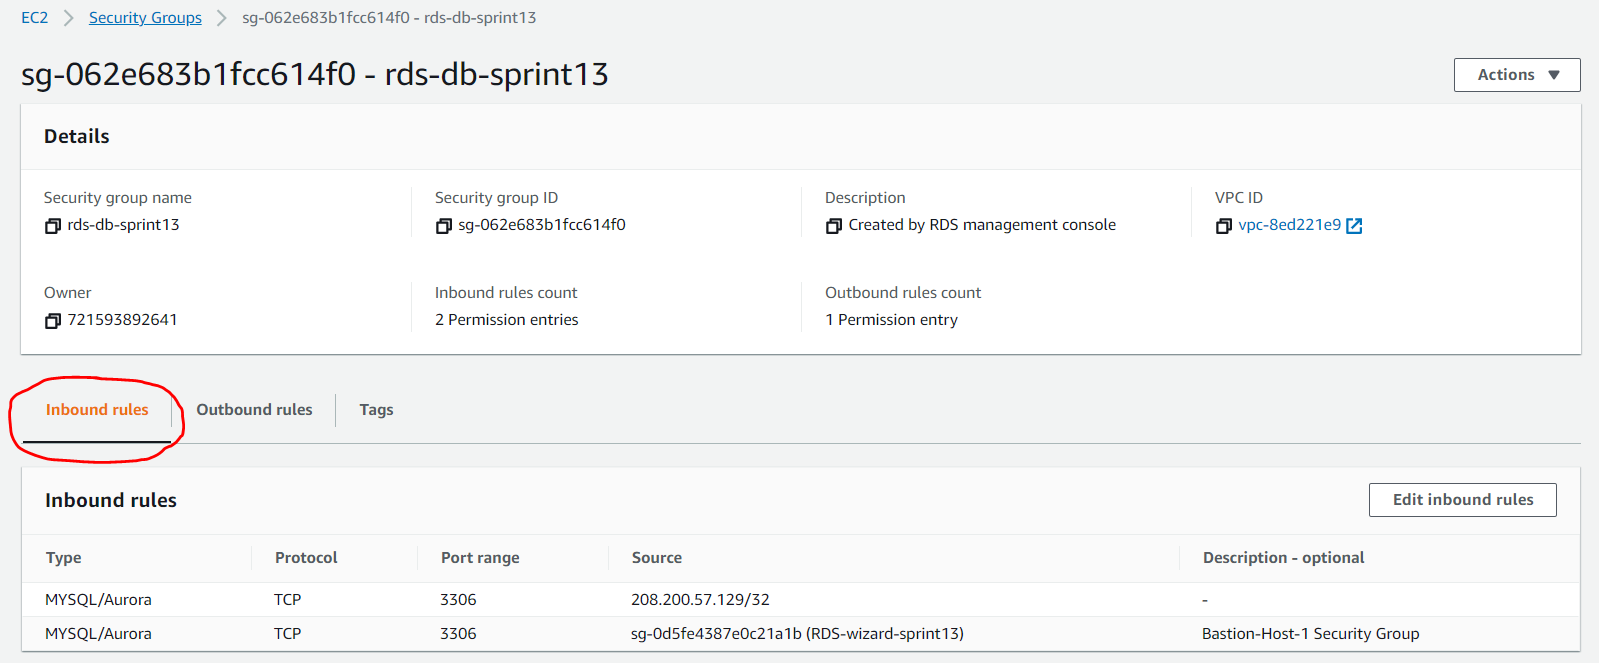 EC2 > Security Groups > sg-062e683b1fcc614f0 - rds-db-sprint13
sg-062e683b1fcc614f0 - rds-db-sprint13
Actions ▼
Details
Security group name Security group ID Description VPC ID
rds-db-sprint13 sg-062e683b1fcc614f0 Created by RDS management console vpc-8ed221e9
Owner Inbound rules count Outbound rules count
721593892641 2 Permission entries 1 Permission entry
Inbound rules Outbound rules Tags
Inbound rules Edit inbound rules
Type Protocol Port range Source Description - optional
MYSQL/Aurora TCP 3306 208.200.57.129/32 -
MYSQL/Aurora TCP 3306 sg-0d5fe4387e0c21a1b (RDS-wizard-sprint13) Bastion-Host-1 Security Group